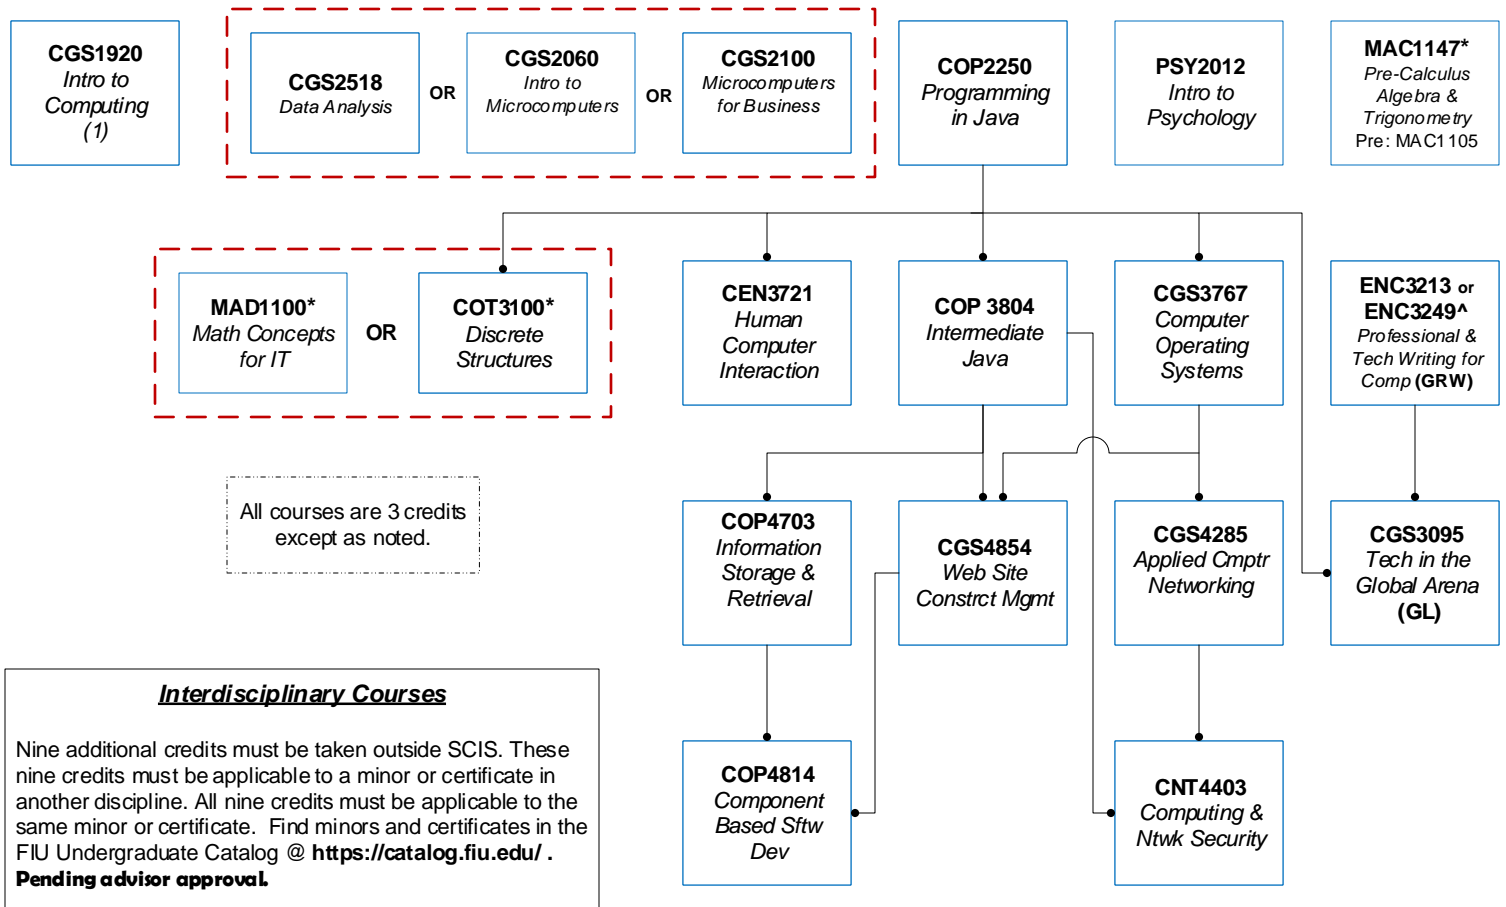 CGS1920
Intro to
Computing
(1)
CGS2518
Data Analysis
OR
CGS2060
Intro to
Microcomputers
OR
CGS2100
Microcomputers
for Business
COP2250
Programming
in Java
PSY2012
Intro to
Psychology
MAC1147*
Pre-Calculus
Algebra &
Trigonometry
Pre: MAC1105
MAD1100*
Math Concepts
for IT
OR
COT3100*
Discrete
Structures
CEN3721
Human
Computer
Interaction
COP 3804
Intermediate
Java
CGS3767
Computer
Operating
Systems
ENC3213 or
ENC3249^
Professional &
Tech Writing for
Comp (GRW)
All courses are 3 credits
except as noted.
COP4703
Information
Storage &
Retrieval
CGS4854
Web Site
Constrct Mgmt
CGS4285
Applied Cmptr
Networking
CGS3095
Tech in the
Global Arena
(GL)
Interdisciplinary Courses
Nine additional credits must be taken outside SCIS. These
nine credits must be applicable to a minor or certificate in
another discipline. All nine credits must be applicable to the
same minor or certificate. Find minors and certificates in the
FIU Undergraduate Catalog @ https://catalog.fiu.edu/ .
Pending advisor approval.
COP4814
Component
Based Sftw
Dev
CNT4403
Computing &
Ntwk Security